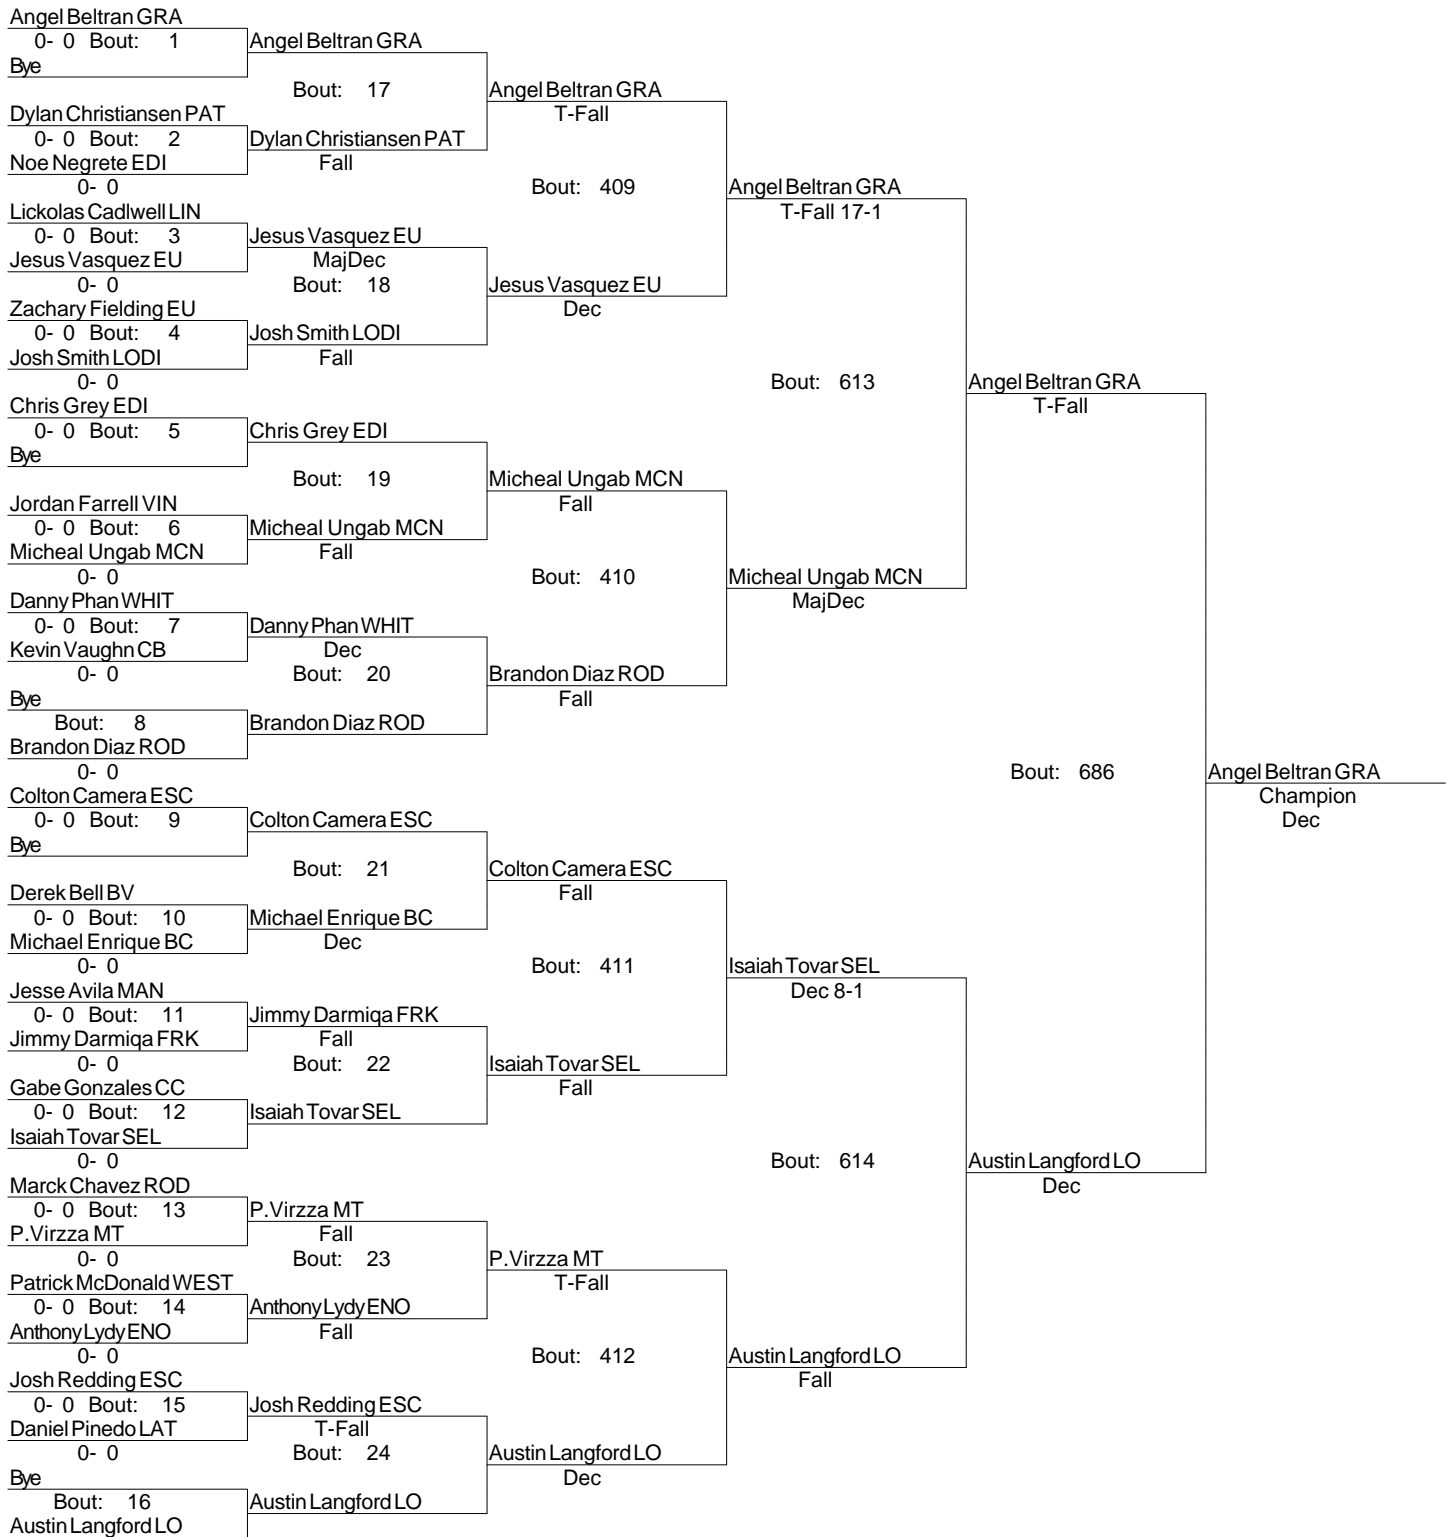 Angel Beltran GRA
0- 0 Bout: 1 Angel Beltran GRA
Bye
Bout: 17 Angel Beltran GRA
Dylan Christiansen PAT T-Fall
0- 0 Bout: 2 Dylan Christiansen PAT
Noe Negrete EDI Fall
0- 0 Bout: 409 Angel Beltran GRA
Lickolas Cadlwell LIN T-Fall 17-1
0- 0 Bout: 3 Jesus Vasquez EU
Jesus Vasquez EU MajDec
0- 0 Bout: 18 Jesus Vasquez EU
Zachary Fielding EU Dec
0- 0 Bout: 4 Josh Smith LODI
Josh Smith LODI Fall
0- 0 Bout: 613 Angel Beltran GRA
Chris Grey EDI T-Fall
0- 0 Bout: 5 Chris Grey EDI
Bye
Bout: 19 Micheal Ungab MCN
Jordan Farrell VIN Fall
0- 0 Bout: 6 Micheal Ungab MCN
Micheal Ungab MCN Fall
0- 0 Bout: 410 Micheal Ungab MCN
Danny Phan WHIT MajDec
0- 0 Bout: 7 Danny Phan WHIT
Kevin Vaughn CB Dec
0- 0 Bout: 20 Brandon Diaz ROD
Bye Fall
Bout: 8 Brandon Diaz ROD
Brandon Diaz ROD
0- 0 Bout: 686 Angel Beltran GRA
Colton Camera ESC Champion
0- 0 Bout: 9 Colton Camera ESC Dec
Bye
Bout: 21 Colton Camera ESC
Derek Bell BV Fall
0- 0 Bout: 10 Michael Enrique BC
Michael Enrique BC Dec
0- 0 Bout: 411 Isaiah Tovar SEL
Jesse Avila MAN Dec 8-1
0- 0 Bout: 11 Jimmy Darmiqa FRK
Jimmy Darmiqa FRK Fall
0- 0 Bout: 22 Isaiah Tovar SEL
Gabe Gonzales CC Fall
0- 0 Bout: 12 Isaiah Tovar SEL
Isaiah Tovar SEL
0- 0 Bout: 614 Austin Langford LO
Marck Chavez ROD Dec
0- 0 Bout: 13 P.Virzza MT
P.Virzza MT Fall
0- 0 Bout: 23 P.Virzza MT
Patrick McDonald WEST T-Fall
0- 0 Bout: 14 Anthony Lydy ENO
Anthony Lydy ENO Fall
0- 0 Bout: 412 Austin Langford LO
Josh Redding ESC Fall
0- 0 Bout: 15 Josh Redding ESC
Daniel Pinedo LAT T-Fall
0- 0 Bout: 24 Austin Langford LO
Bye Dec
Bout: 16 Austin Langford LO
Austin Langford LO